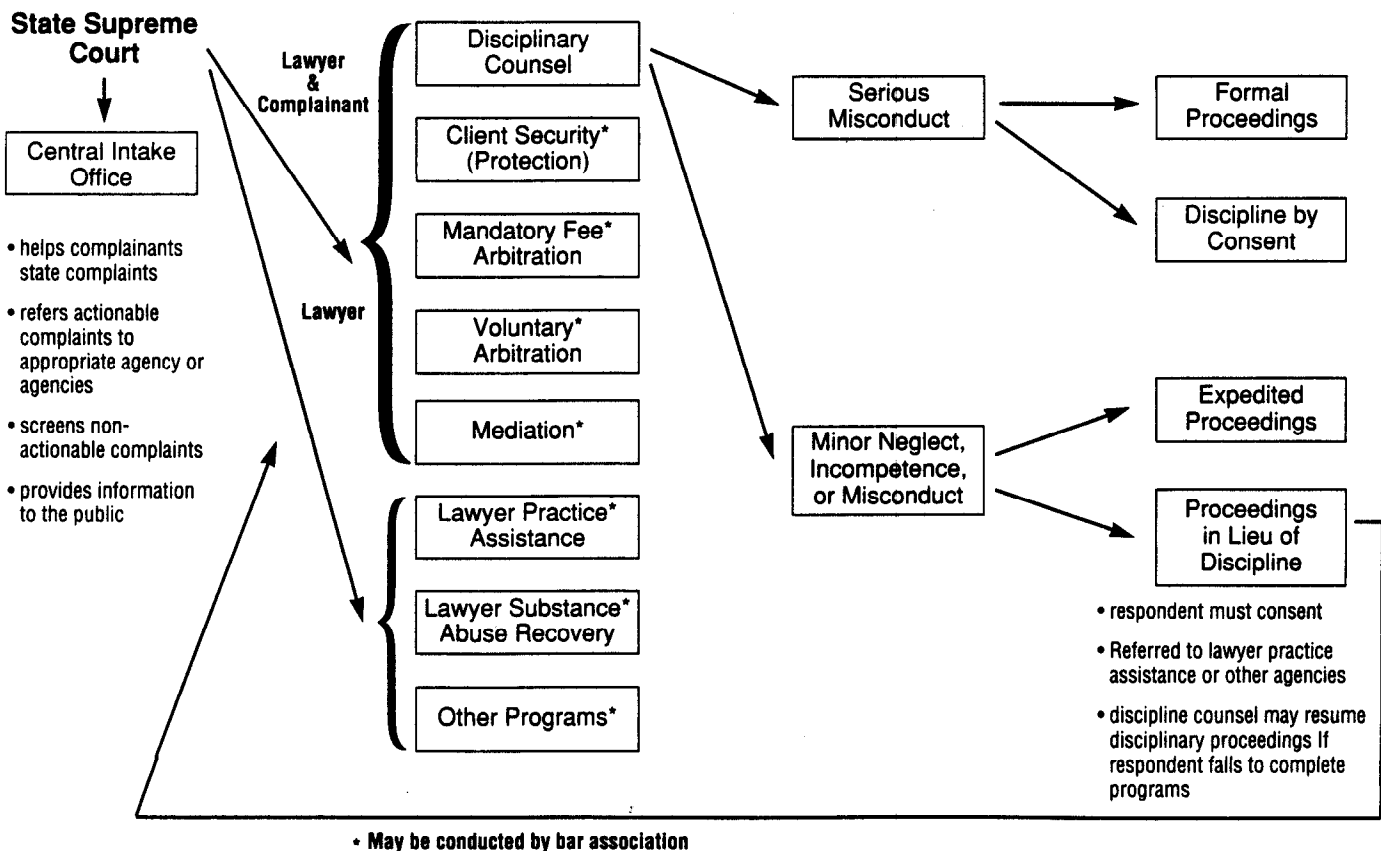 State Supreme
Court
Central Intake
Office
• helps complainants
state complaints
• refers actionable
complaints to
appropriate agency or
agencies
• screens non-
actionable complaints
• provides information
to the public
Lawyer
&
Complainant
Lawyer
Disciplinary
Counsel
Client Security*
(Protection)
Mandatory Fee*
Arbitration
Voluntary*
Arbitration
Mediation*
Lawyer Practice*
Assistance
Lawyer Substance*
Abuse Recovery
Other Programs*
Serious
Misconduct
Minor Neglect,
Incompetence,
or Misconduct
Formal
Proceedings
Discipline by
Consent
Expedited
Proceedings
Proceedings
in Lieu of
Discipline
• respondent must consent
• Referred to lawyer practice
assistance or other agencies
• discipline counsel may resume
disciplinary proceedings If
respondent falls to complete
programs
* May be conducted by bar association